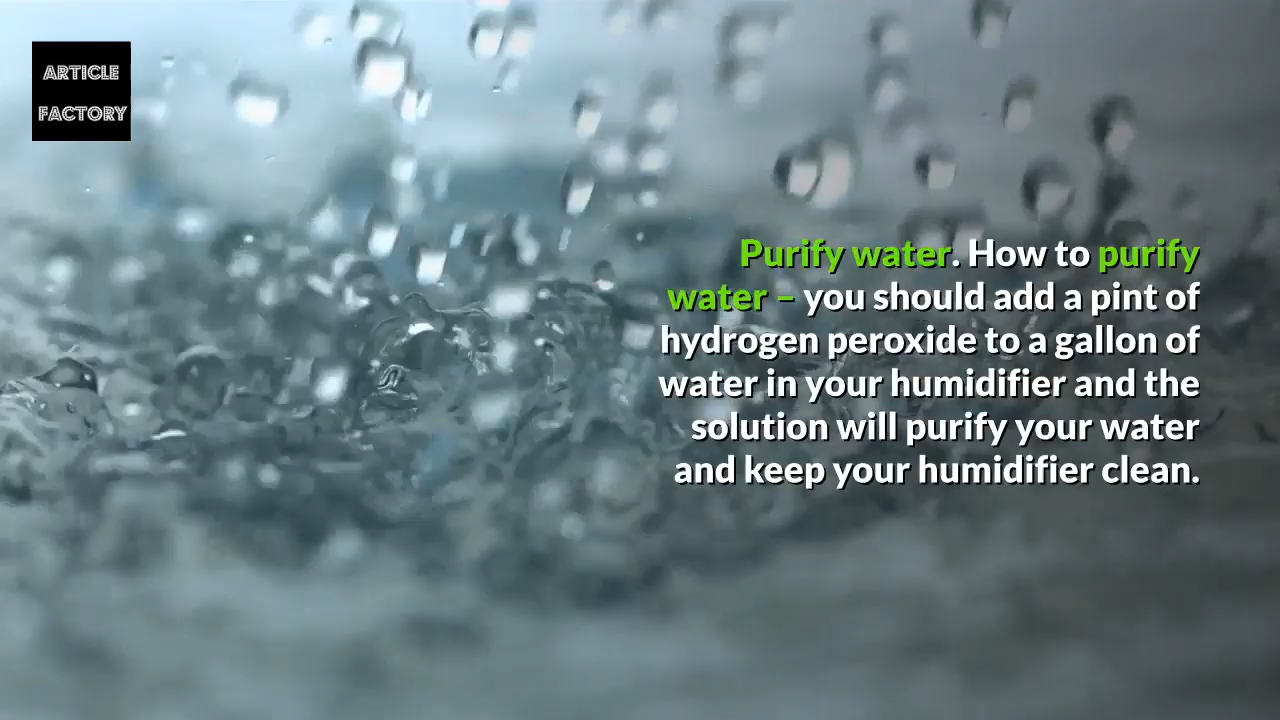 ARTICLE
FACTORY
Purify water. How to purify
water – you should add a pint of
hydrogen peroxide to a gallon of
water in your humidifier and the
solution will purify your water
and keep your humidifier clean.